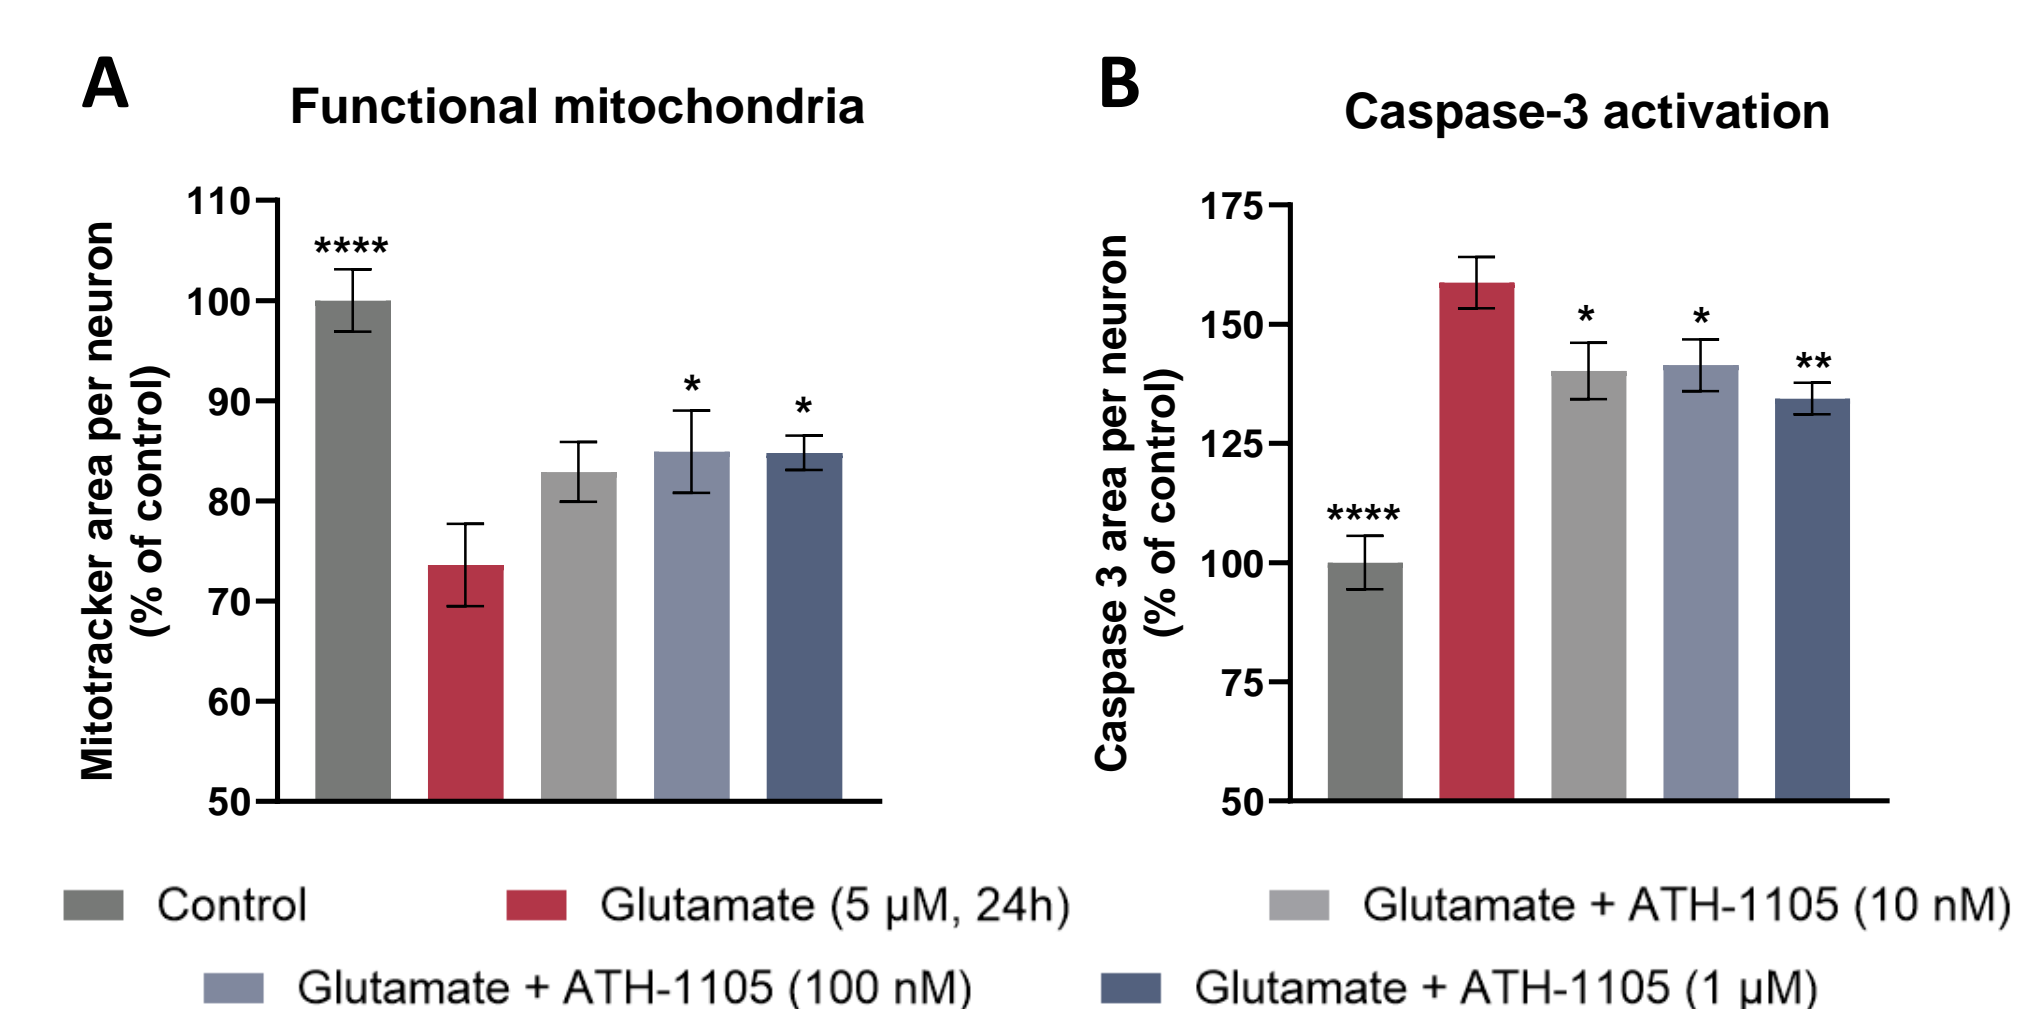 A
Functional mitochondria
Mitotracker area per neuron
(% of control)
110
100
90
80
70
60
50
****
*
*
B
Caspase-3 activation
Caspase 3 area per neuron
(% of control)
175
150
125
100
75
50
****
*
*
**
Control
Glutamate (5 µM, 24h)
Glutamate + ATH-1105 (10 nM)
Glutamate + ATH-1105 (100 nM)
Glutamate + ATH-1105 (1 µM)